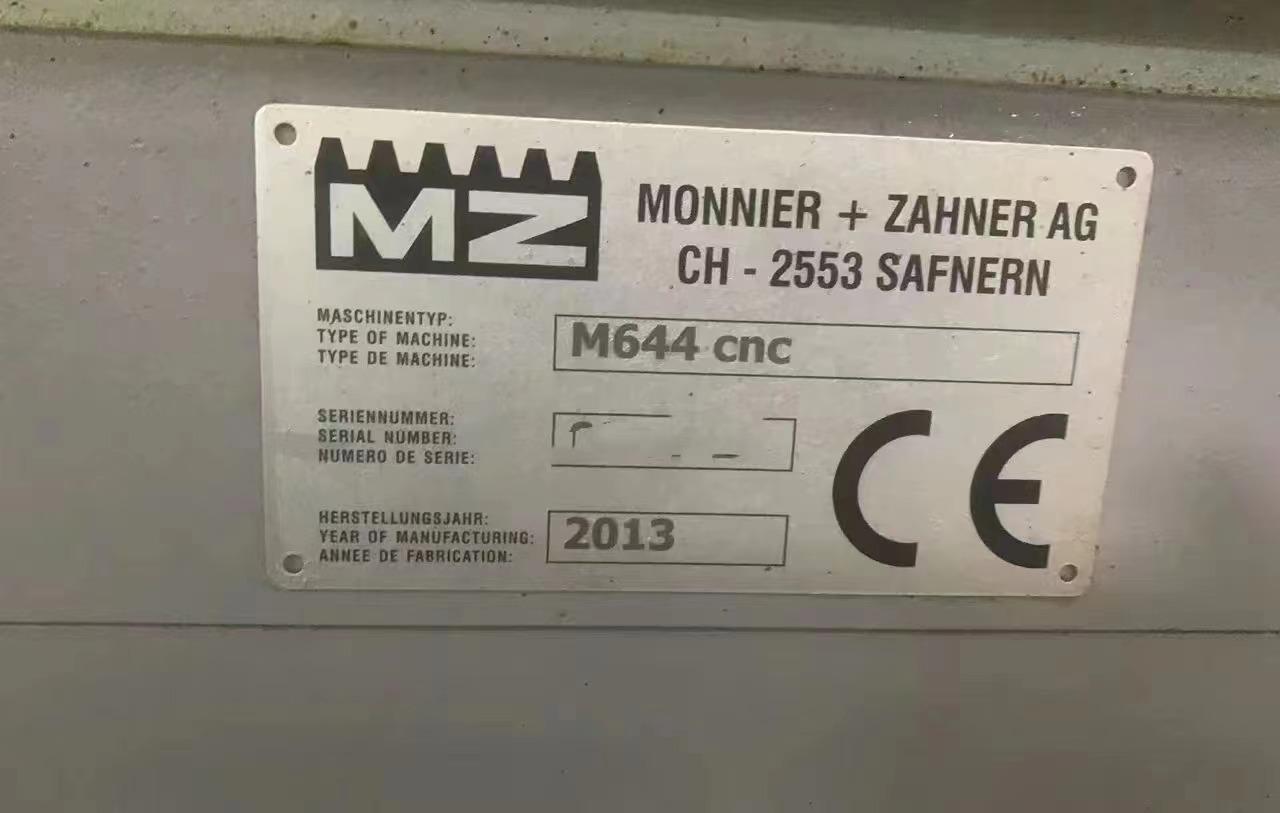 MZ
MONNIER + ZAHNER AG
CH - 2553 SAFNERN
MASCHINENTYP:
TYPE OF MACHINE:
TYPE DE MACHINE:
M644 cnc
SERIENNUMMER:
SERIAL NUMBER:
NUMERO DE SERIE:
HERSTELLUNGSJAHR:
YEAR OF MANUFACTURING:
ANNEE DE FABRICATION:
2013
CE